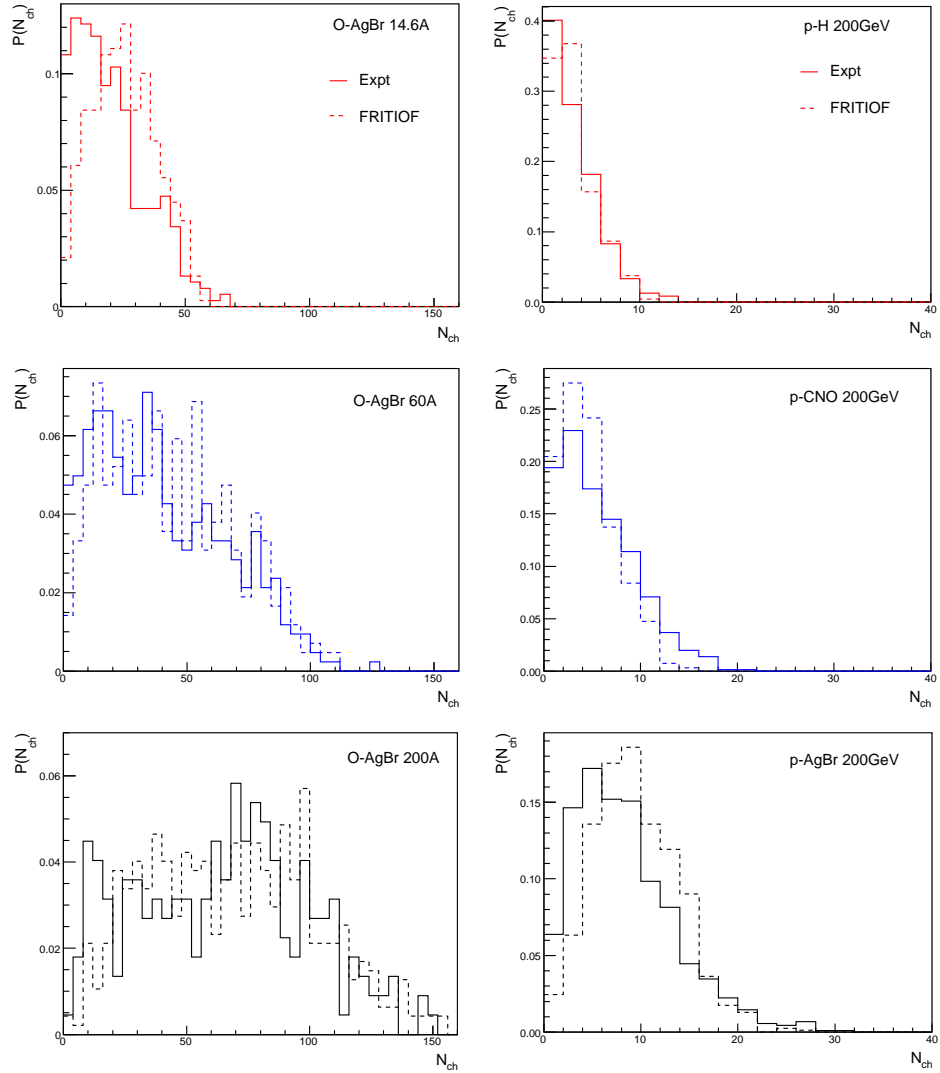 P(N_ch)
O-AgBr 14.6A
Expt
FRITIOF
0.1
0.05
0
0 50 100 150
N_ch
P(N_ch)
p-H 200GeV
Expt
FRITIOF
0.4
0.3
0.2
0.1
0.0
0 10 20 30 40
N_ch
P(N_ch)
O-AgBr 60A
0.06
0.04
0.02
0
0 50 100 150
N_ch
P(N_ch)
p-CNO 200GeV
0.25
0.20
0.15
0.10
0.05
0.00
0 10 20 30 40
N_ch
P(N_ch)
O-AgBr 200A
0.06
0.04
0.02
0
0 50 100 150
N_ch
P(N_ch)
p-AgBr 200GeV
0.15
0.10
0.05
0.00
0 10 20 30 40
N_ch